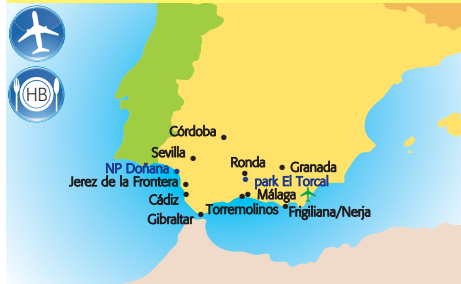 HB
Córdoba
Sevilla
NP Doñana
Ronda
Granada
park El Torcal
Jerez de la Frontera
Cádiz
Málaga
Torremolinos
Frigiliana/Nerja
Gibraltar